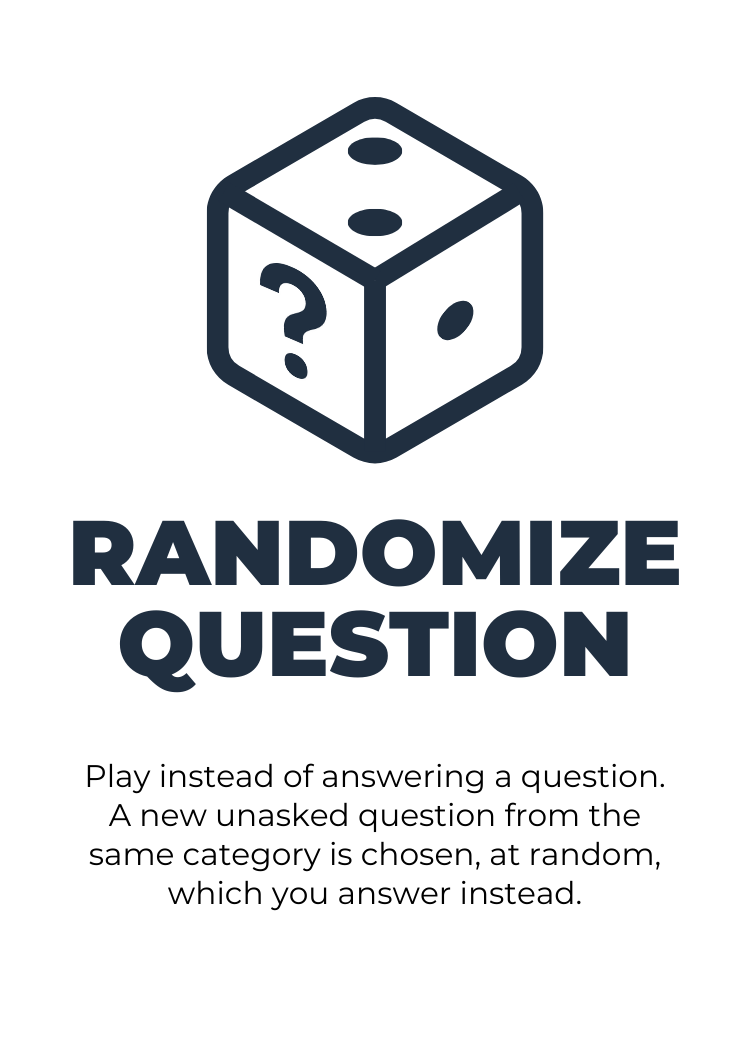 ?
RANDOMIZE
QUESTION
Play instead of answering a question.
A new unasked question from the
same category is chosen, at random,
which you answer instead.